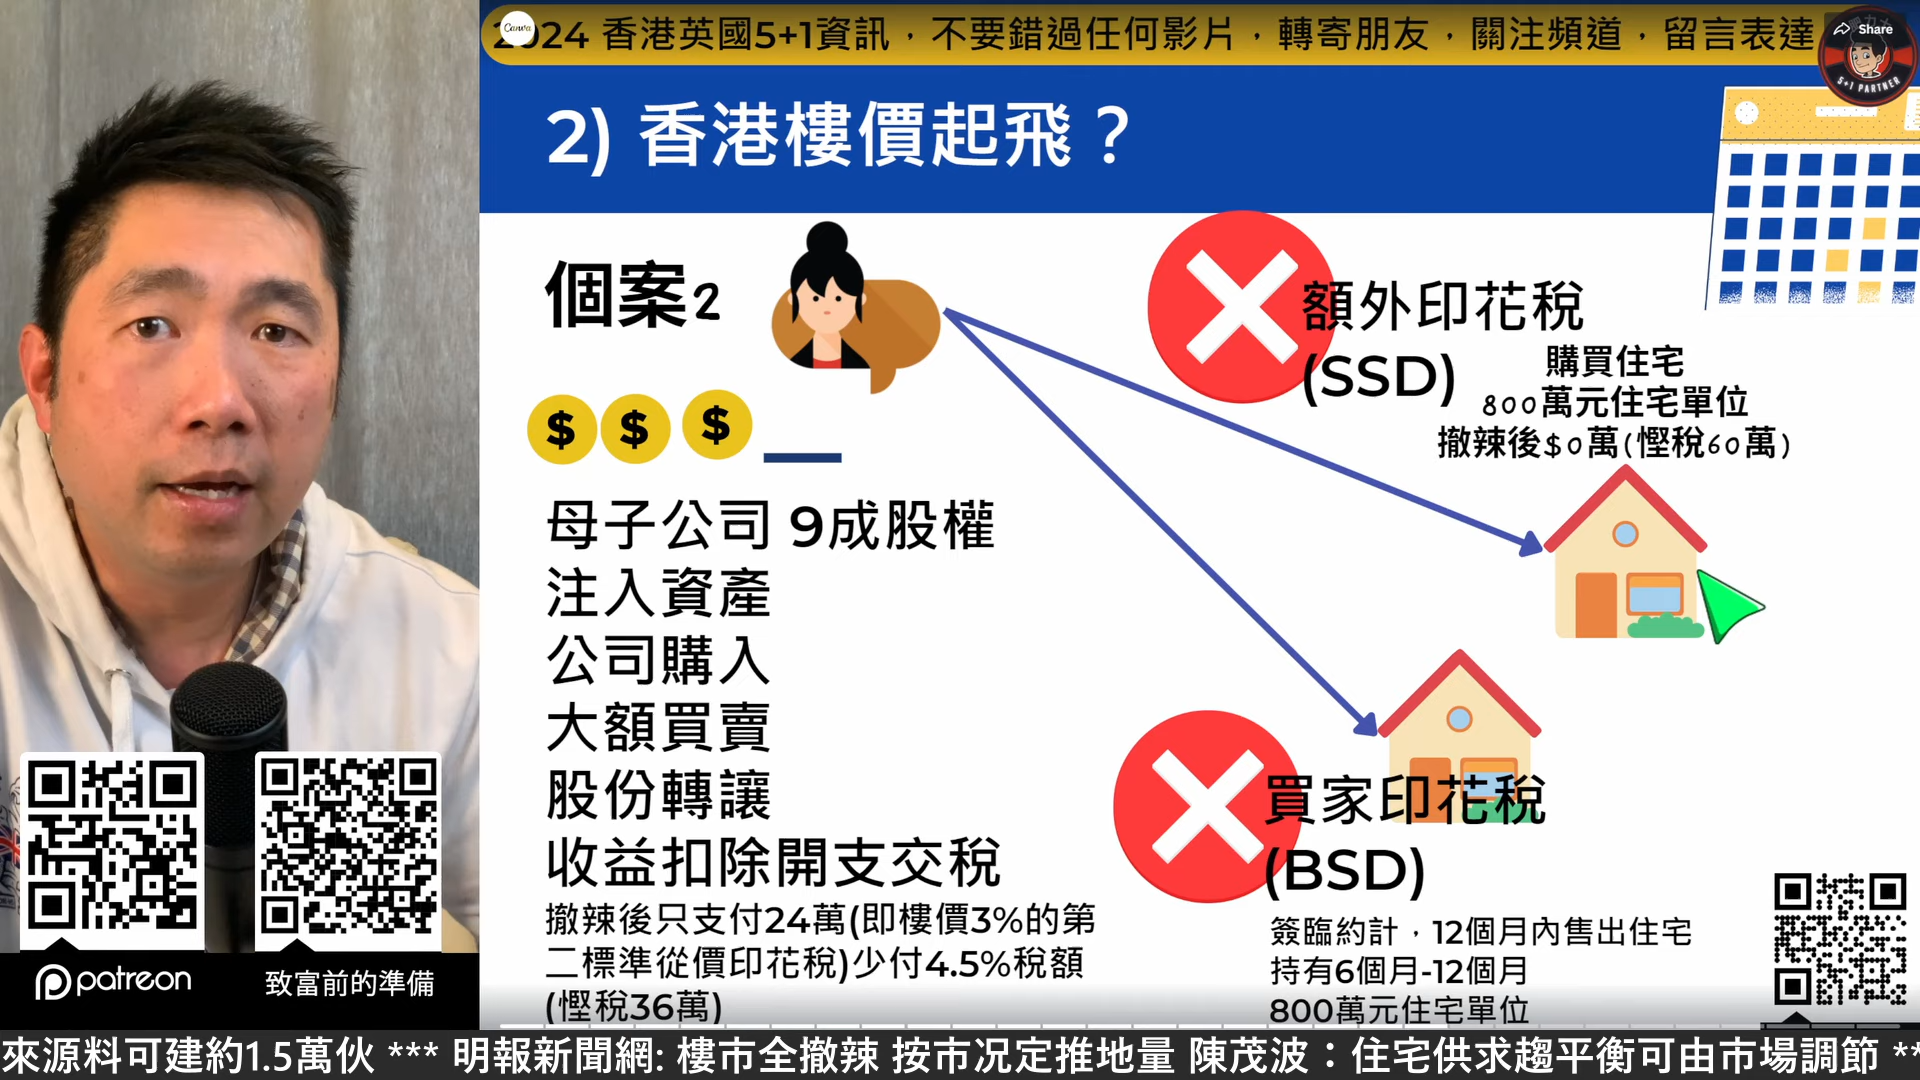 2024 香港英國5+1資訊，不要錯過任何影片，轉寄朋友，關注頻道，留言表達
Canva
Share
5+1 PARTNER
2) 香港樓價起飛？
個案2
額外印花稅
(SSD)
購買住宅
800萬元住宅單位
撤辣後$0萬(慳稅60萬)
$ $ $
母子公司 9成股權
注入資產
公司購入
大額買賣
股份轉讓
收益扣除開支交稅
撤辣後只支付24萬(即樓價3%的第
二標準從價印花稅)少付4.5%稅額
(慳稅36萬)
買家印花稅
(BSD)
簽臨約計，12個月內售出住宅
持有6個月-12個月
800萬元住宅單位
patreon
致富前的準備
來源料可建約1.5萬伙 *** 明報新聞網: 樓市全撤辣 按市況定推地量 陳茂波：住宅供求趨平衡可由市場調節 **